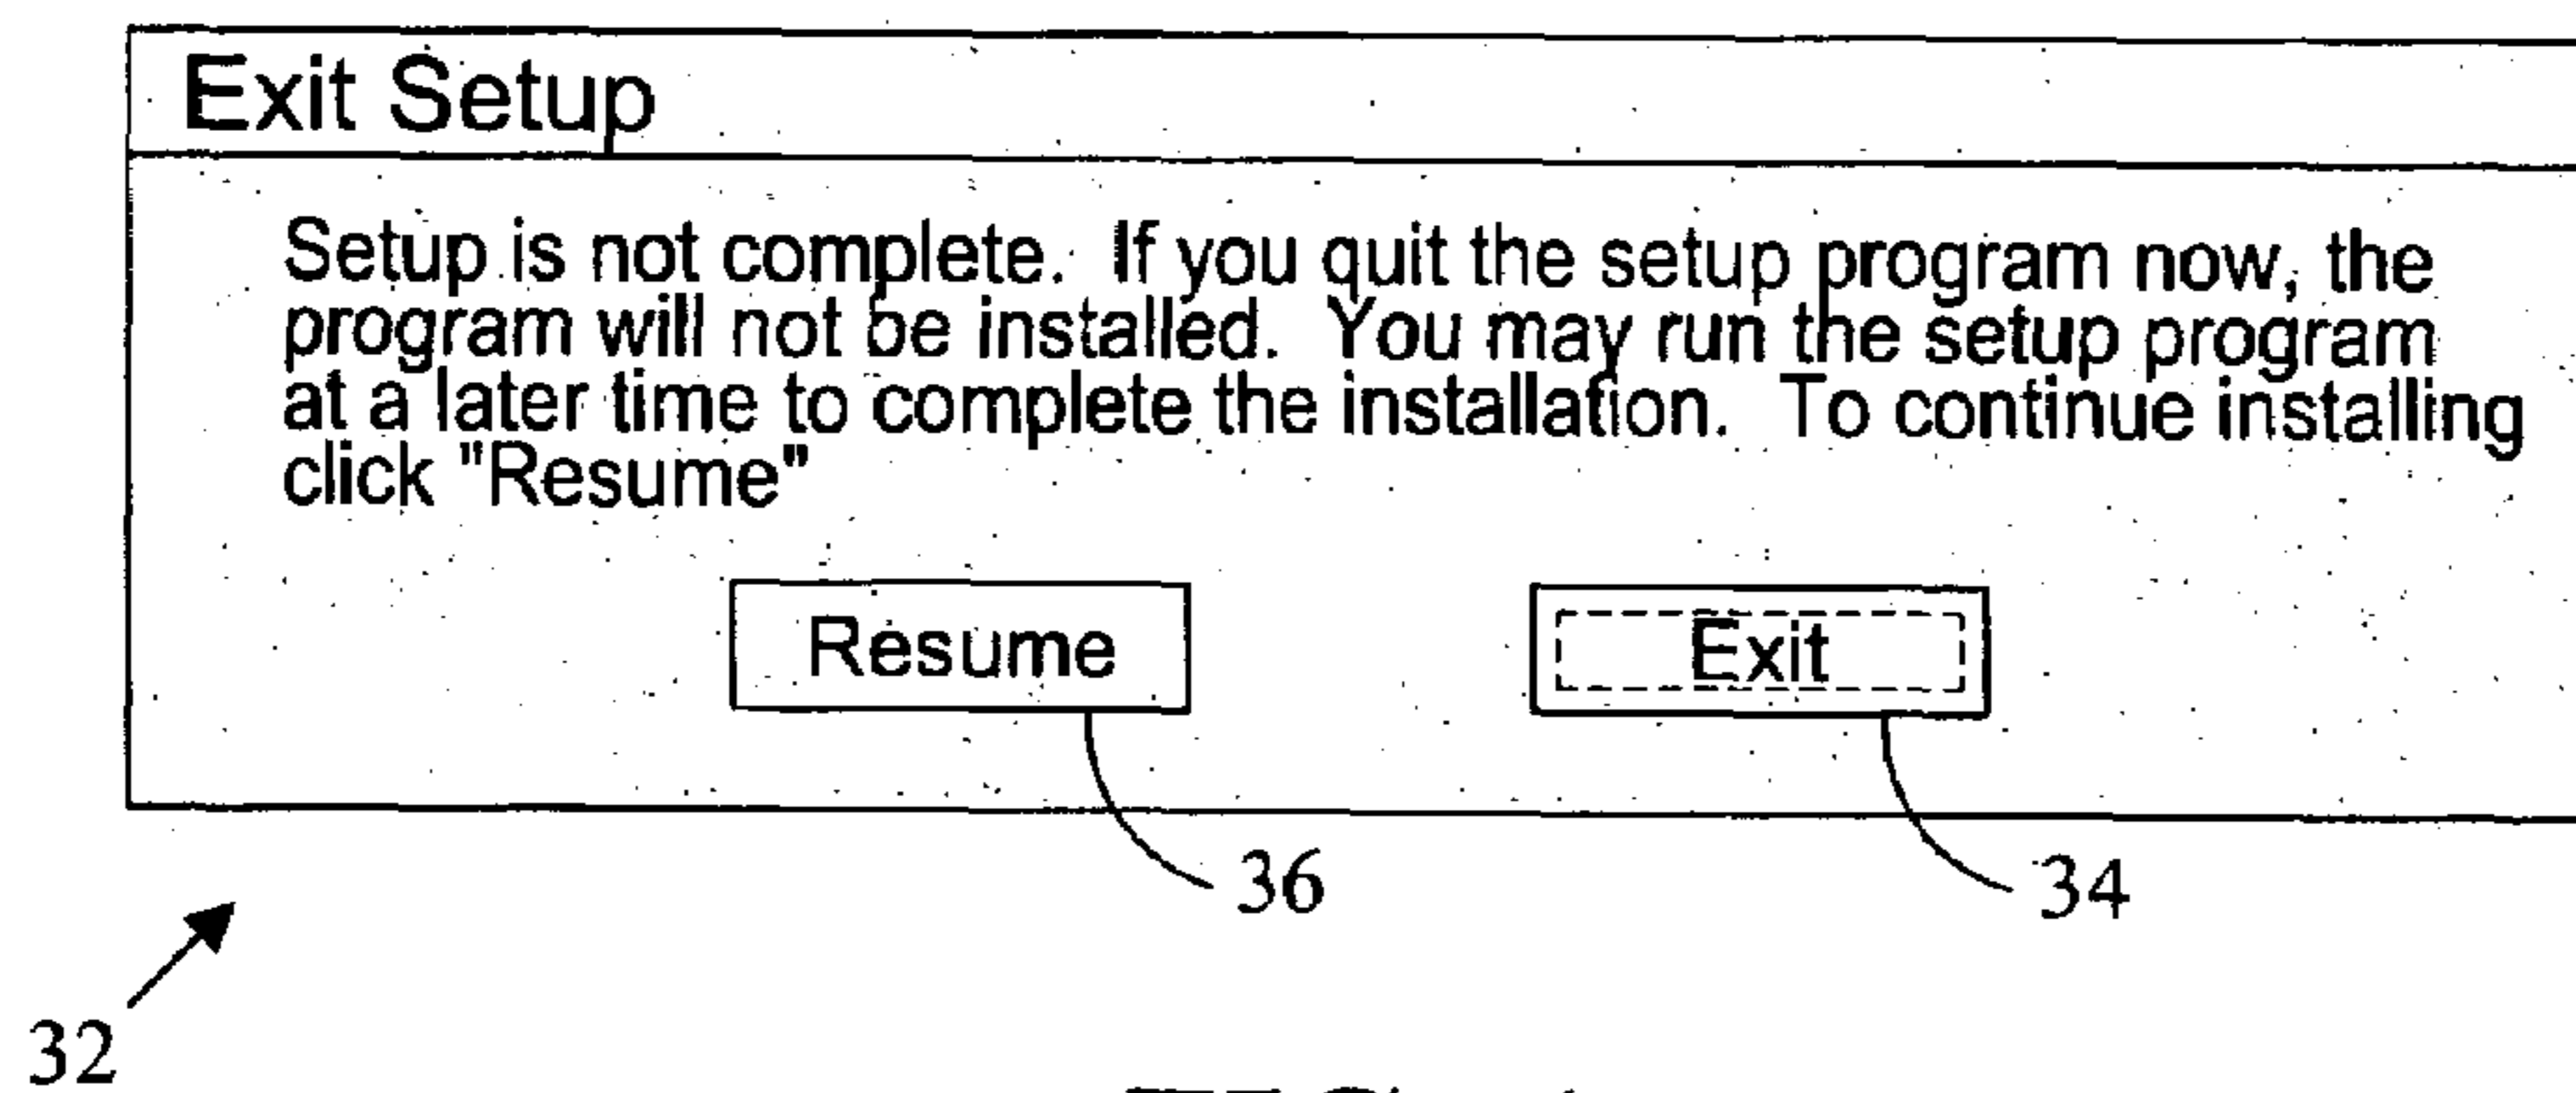 Exit Setup
Setup is not complete. If you quit the setup program now, the
program will not be installed. You may run the setup program
at a later time to complete the installation. To continue installing
click "Resume"
Resume
Exit
36
34
32